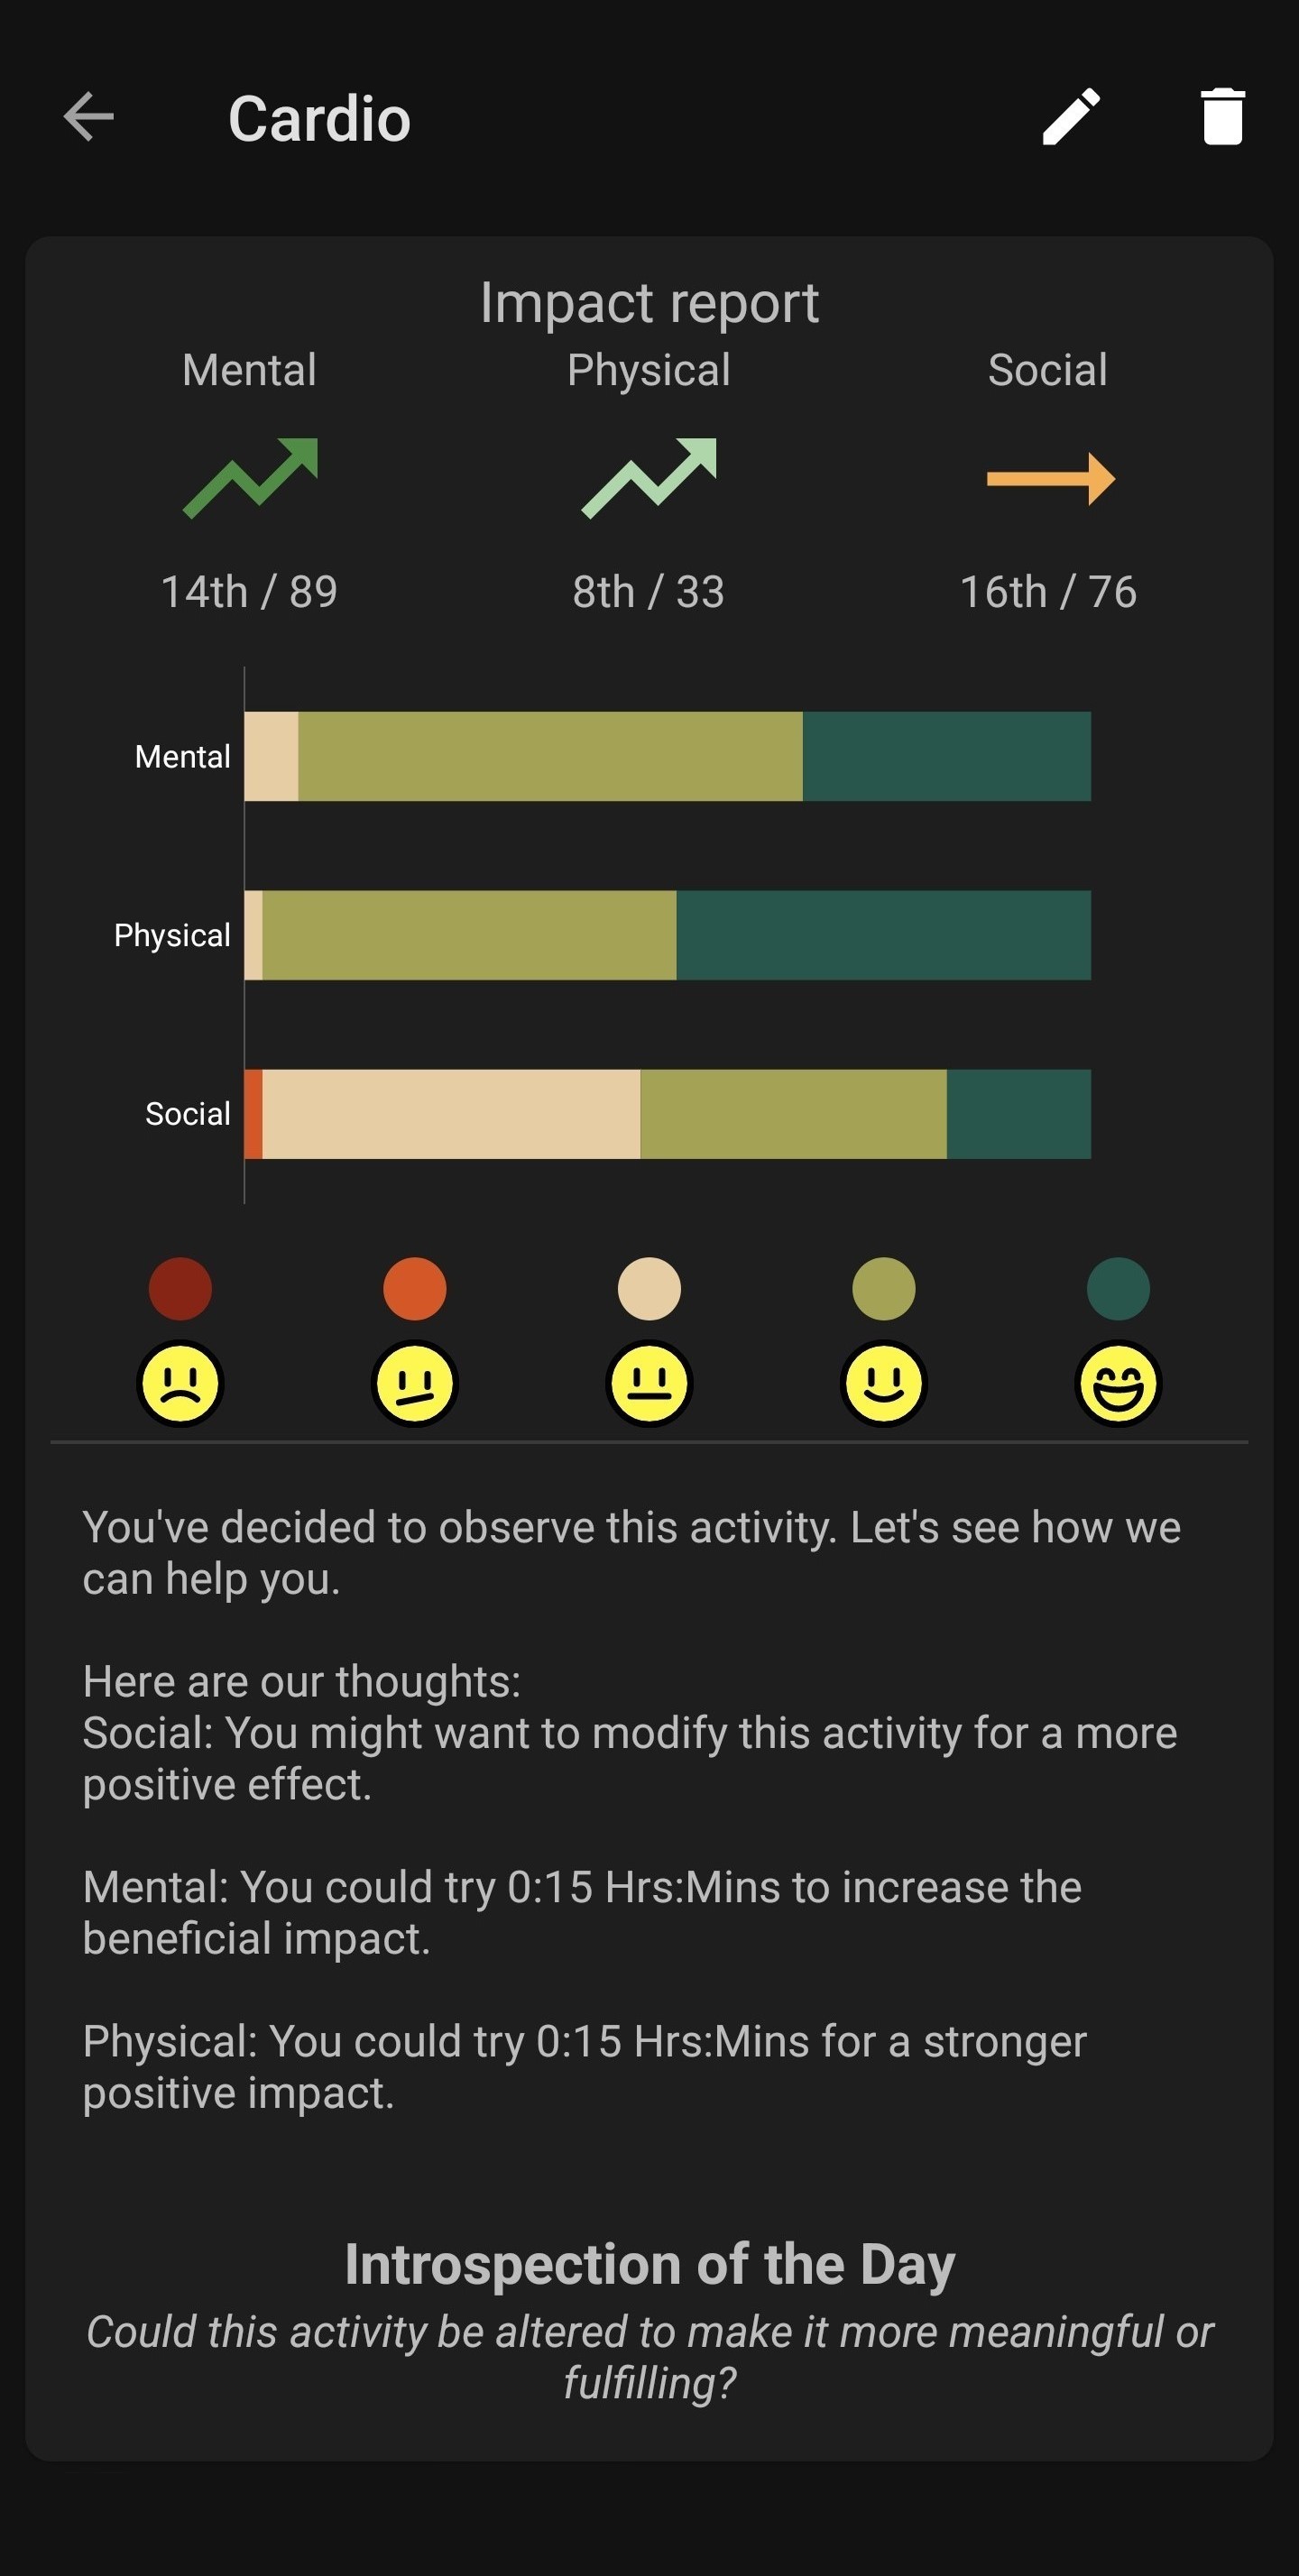 Cardio
Impact report
Mental
Physical
Social
14th / 89
8th / 33
16th / 76
Mental
Physical
Social
You've decided to observe this activity. Let's see how we
can help you.
Here are our thoughts:
Social: You might want to modify this activity for a more
positive effect.
Mental: You could try 0:15 Hrs:Mins to increase the
beneficial impact.
Physical: You could try 0:15 Hrs:Mins for a stronger
positive impact.
Introspection of the Day
Could this activity be altered to make it more meaningful or
fulfilling?